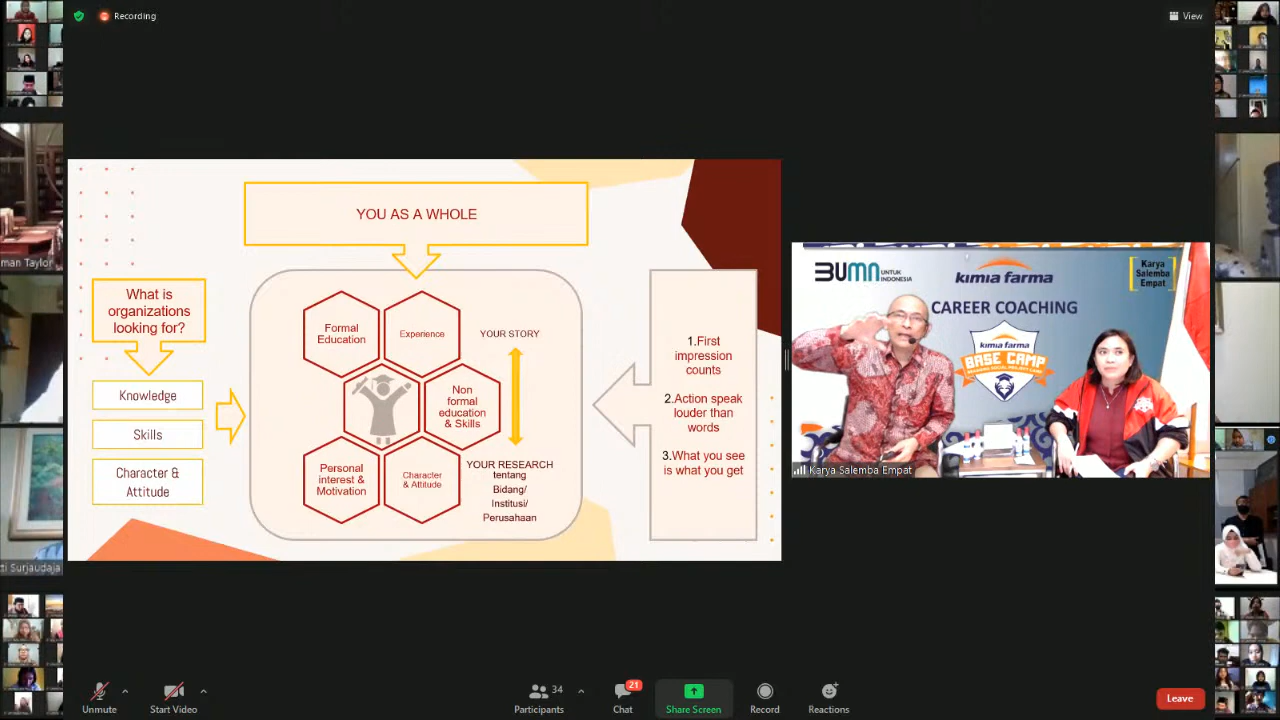 Recording
View
YOU AS A WHOLE
What is
organizations
looking for?
Knowledge
Skills
Character &
Attitude
Formal
Education
Experience
YOUR STORY
Non
formal
education
& Skills
Personal
interest &
Motivation
Character
& Attitude
YOUR RESEARCH
tentang
Bidang/
Institusi/
Perusahaan
1.First
impression
counts
2.Action speak
louder than
words
3.What you see
is what you get
BUMN
UNTUK
INDONESIA
kimia farma
Karya
Salemba
Empat
CAREER COACHING
kimia farma
BASE CAMP
Karya Salemba Empat
man Taylor
ti Surjaudaja
Unmute
Start Video
34
Participants
21
Chat
Share Screen
Record
Reactions
Leave